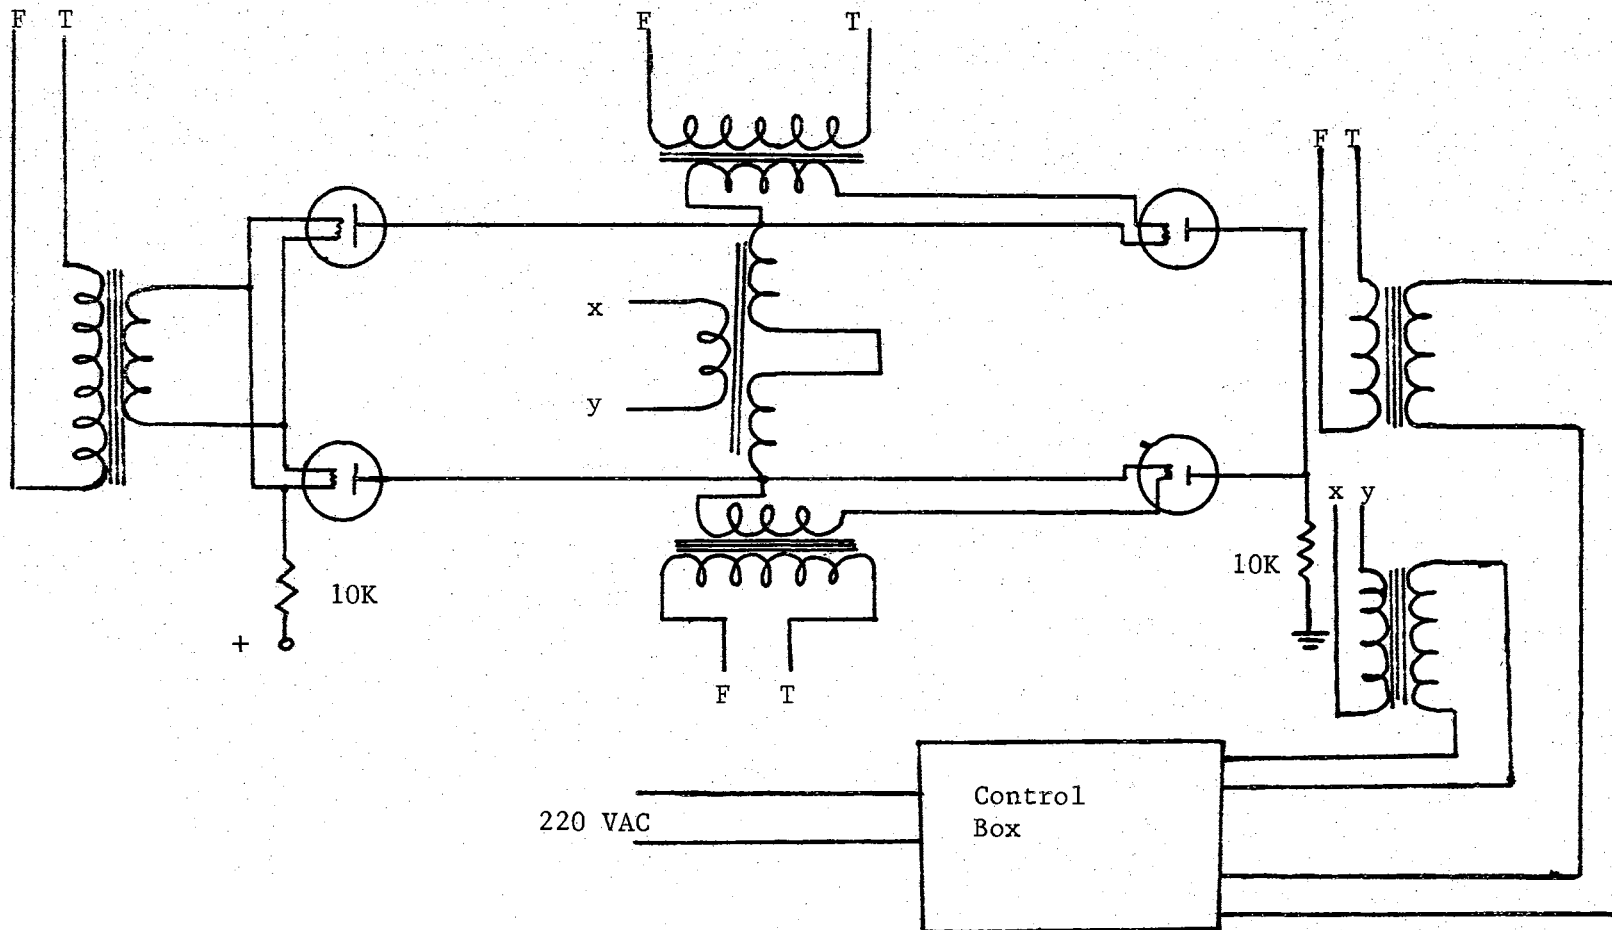 F T
F T
F T
x
y
x y
10K
10K
+
F T
220 VAC
Control
Box